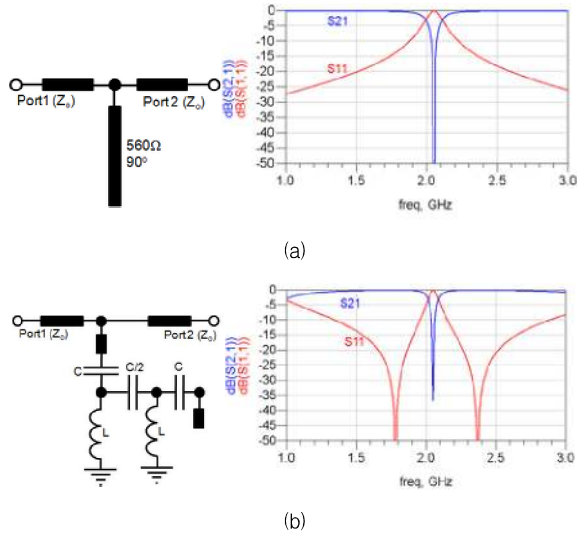 Port1 (Z₀)
Port2 (Z₀)
560Ω
90°
dB(S(2,1))
dB(S(1,1))
0
-5
-10
-15
-20
-25
-30
-35
-40
-45
-50
S21
S11
1.0
1.5
2.0
2.5
3.0
freq, GHz
(a)
Port1 (Z₀)
Port2 (Z₀)
C
C/2
C
L
L
dB(S(2,1))
dB(S(1,1))
0
-5
-10
-15
-20
-25
-30
-35
-40
-45
-50
S21
S11
1.0
1.5
2.0
2.5
3.0
freq, GHz
(b)